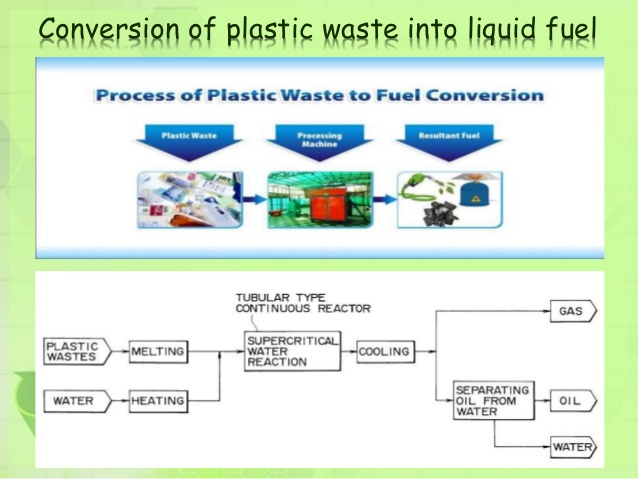 Conversion of plastic waste into liquid fuel
Process of Plastic Waste to Fuel Conversion
Plastic Waste
Processing
Machine
Resultant Fuel
TUBULAR TYPE
CONTINUOUS REACTOR
PLASTIC
WASTES
MELTING
SUPERCRITICAL
WATER
REACTION
COOLING
GAS
WATER
HEATING
SEPARATING
OIL FROM
WATER
OIL
WATER